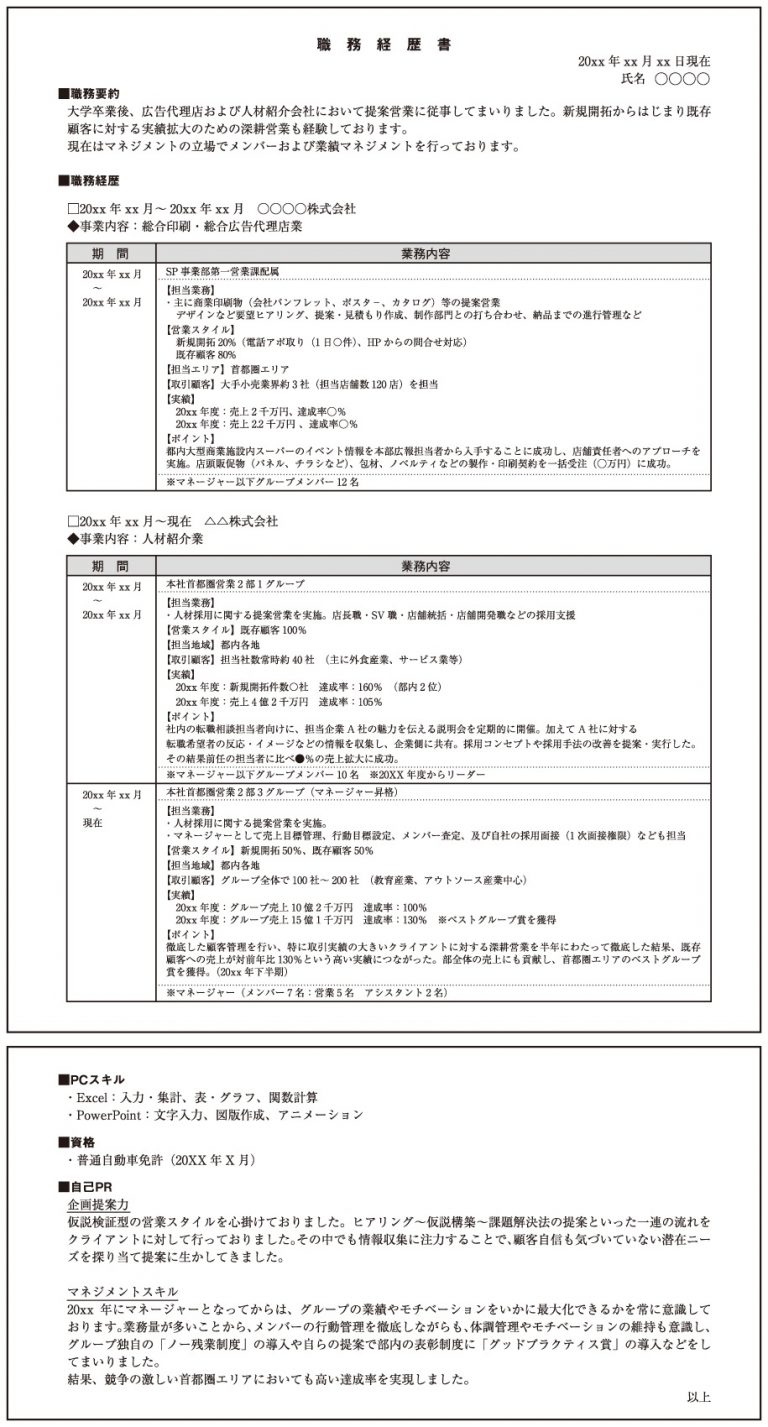 職務経歴書
20xx 年 xx 月 xx 日現在
氏名 ○○○○
■職務要約
大学卒業後、広告代理店および人材紹介会社において提案営業に従事してまいりました。新規開拓からはじまり既存
顧客に対する実績拡大のための深耕営業も経験しております。
現在はマネジメントの立場でメンバーおよび業績マネジメントを行っております。
■職務経歴
□20xx 年 xx 月～ 20xx 年 xx 月　○○○○株式会社
◆事業内容：総合印刷・総合広告代理店業
期　間　業務内容
20xx 年 xx 月
～
20xx 年 xx 月
SP 事業部第一営業課配属
【担当業務】
・主に商業印刷物（会社パンフレット、ポスタ－、カタログ）等の提案営業
デザインなど要望ヒアリング、提案・見積もり作成、制作部門との打ち合わせ、納品までの進行管理など
【営業スタイル】
新規開拓 20%（電話アポ取り（1 日○件）、HP からの問合せ対応）
既存顧客 80%
【担当エリア】首都圏エリア
【取引顧客】大手小売業界約 3 社（担当店舗数 120 店）を担当
【実績】
20xx 年度：売上 2 千万円、達成率○%
20xx 年度：売上 2.2 千万円 、達成率○%
【ポイント】
都内大型商業施設内スーパーのイベント情報を本部広報担当者から入手することに成功し、店舗責任者へのアプローチを
実施。店頭販促物（パネル、チラシなど）、包材、ノベルティなどの製作・印刷契約を一括受注（○万円）に成功。
※マネージャー以下グループメンバー 12 名
□20xx 年 xx 月～現在　△△株式会社
◆事業内容：人材紹介業
期　間　業務内容
20xx 年 xx 月
～
20xx 年 xx 月
本社首都圏営業 2 部 1 グループ
【担当業務】
・人材採用に関する提案営業を実施。店長職・SV 職・店舗統括・店舗開発職などの採用支援
【営業スタイル】既存顧客 100%
【担当地域】都内各地
【取引顧客】担当社数常時約 40 社　（主に外食産業、サービス業等）
【実績】
20xx 年度：新規開拓件数○社　達成率：160%　（部内 2 位）
20xx 年度：売上 4 億 2 千万円　達成率：105%
【ポイント】
社内の転職相談担当者向けに、担当企業 A 社の魅力を伝える説明会を定期的に開催。加えて A 社に対する
転職希望者の反応・イメージなどの情報を収集し、企業側に共有。採用コンセプトや採用手法の改善を提案・実行した。
その結果前任の担当者に比べ●%の売上拡大に成功。
※マネージャー以下グループメンバー 10 名　※20XX 年度からリーダー
20xx 年 xx 月
～
現在
本社首都圏営業 2 部 3 グループ（マネージャー昇格）
【担当業務】
・人材採用に関する提案営業を実施。
・マネージャーとして売上目標管理、行動目標設定、メンバー査定、及び自社の採用面接（1 次面接権限）なども担当
【営業スタイル】新規開拓 50%、既存顧客 50%
【担当地域】都内各地
【取引顧客】グループ全体で 100 社～ 200 社　（教育産業、アウトソース産業中心）
【実績】
20xx 年度：グループ売上 10 億 2 千万円　達成率：100%
20xx 年度：グループ売上 15 億 1 千万円　達成率：130%　※ベストグループ賞を獲得
【ポイント】
徹底した顧客管理を行い、特に取引実績の大きいクライアントに対する深耕営業を半年にわたって徹底した結果、既存
顧客への売上が対前年比 130%という高い実績につながった。部全体の売上にも貢献し、首都圏エリアのベストグループ
賞を獲得。（20xx 年下半期）
※マネージャー（メンバー 7 名：営業 5 名　アシスタント 2 名）
■PCスキル
・Excel：入力・集計、表・グラフ、関数計算
・PowerPoint：文字入力、図版作成、アニメーション
■資格
・普通自動車免許（20XX 年 X 月）
■自己PR
企画提案力
仮説検証型の営業スタイルを心掛けておりました。ヒアリング～仮説構築～課題解決法の提案といった一連の流れを
クライアントに対して行っておりました。その中でも情報収集に注力することで、顧客自信も気づいていない潜在ニー
ズを探り当て提案に生かしてきました。
マネジメントスキル
20xx 年にマネージャーとなってからは、グループの業績やモチベーションをいかに最大化できるかを常に意識して
おります。業務量が多いことから、メンバーの行動管理を徹底しながらも、体調管理やモチベーションの維持も意識し、
グループ独自の「ノー残業制度」の導入や自らの提案で部内の表彰制度に「グッドプラクティス賞」の導入などをし
てまいりました。
結果、競争の激しい首都圏エリアにおいても高い達成率を実現しました。
以上